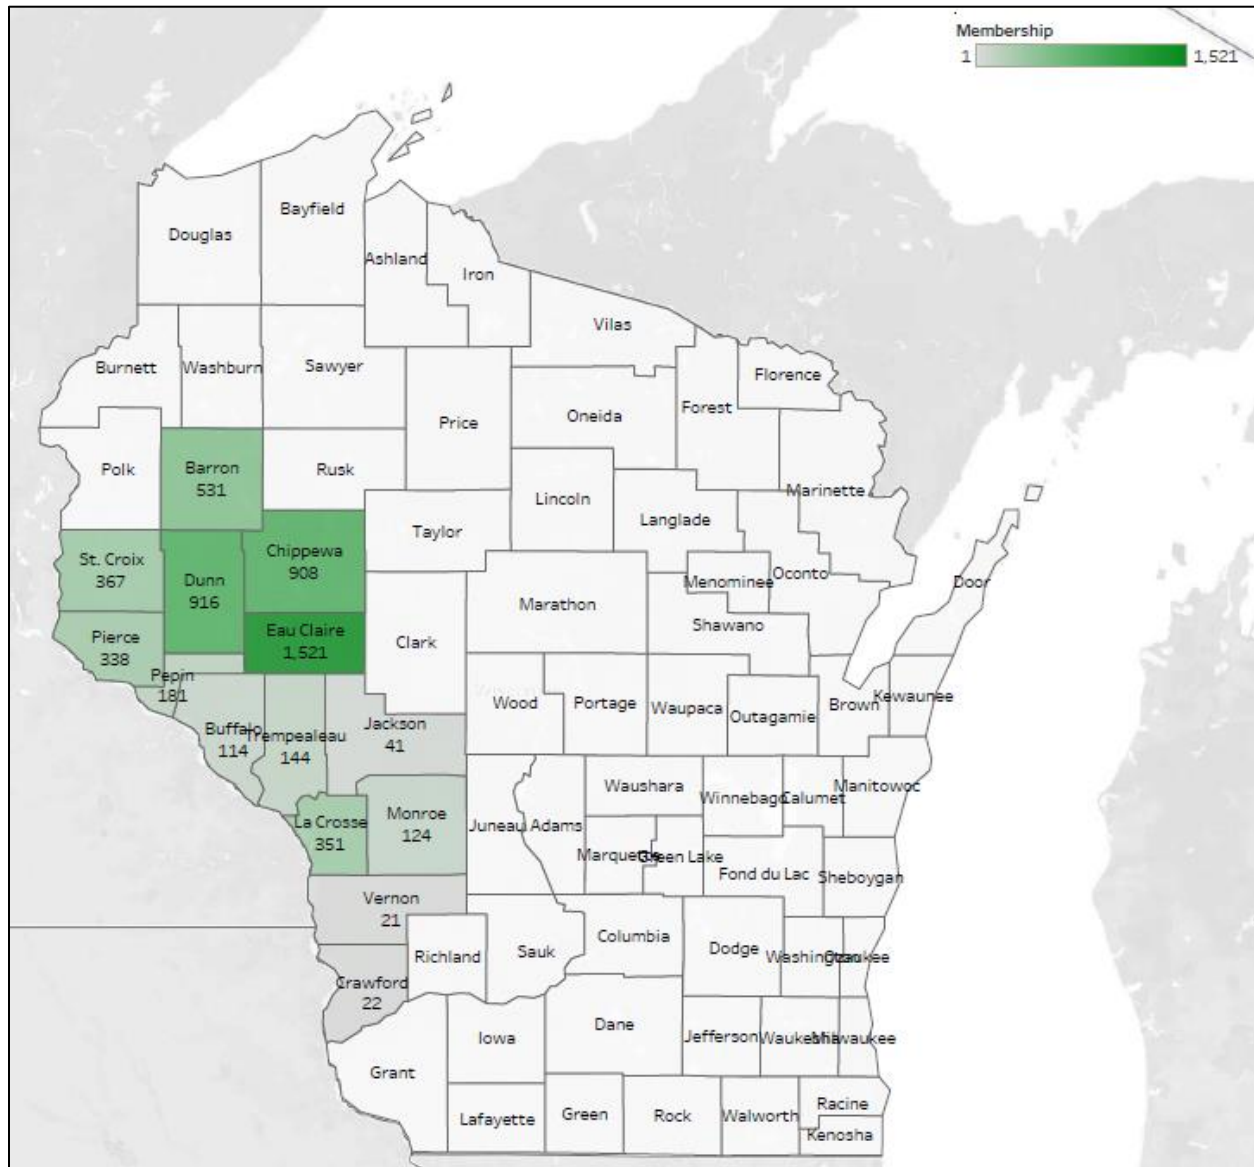 Membership
1 1,521
Bayfield
Douglas
Ashland
Iron
Vilas
Burnett
Washburn
Sawyer
Florence
Price
Oneida
Forest
Polk
Barron
531
Rusk
Lincoln
Marinette
Langlade
Taylor
Chippewa
908
St. Croix
367
Dunn
916
Menominee
Oconto
Door
Marathon
Eau Claire
1,521
Shawano
Pierce
338
Clark
Pepin
181
Wood
Portage
Waupaca
Outagamie
Brown
Kewaunee
Buffalo
114
Trempealeau
144
Jackson
41
Waushara
Winnebago
Calumet
Manitowoc
La Crosse
351
Monroe
124
Juneau
Adams
Marquette
Green Lake
Fond du Lac
Sheboygan
Vernon
21
Richland
Sauk
Columbia
Dodge
Washington
Ozaukee
Crawford
22
Iowa
Dane
Jefferson
Waukesha
Milwaukee
Grant
Lafayette
Green
Rock
Walworth
Racine
Kenosha